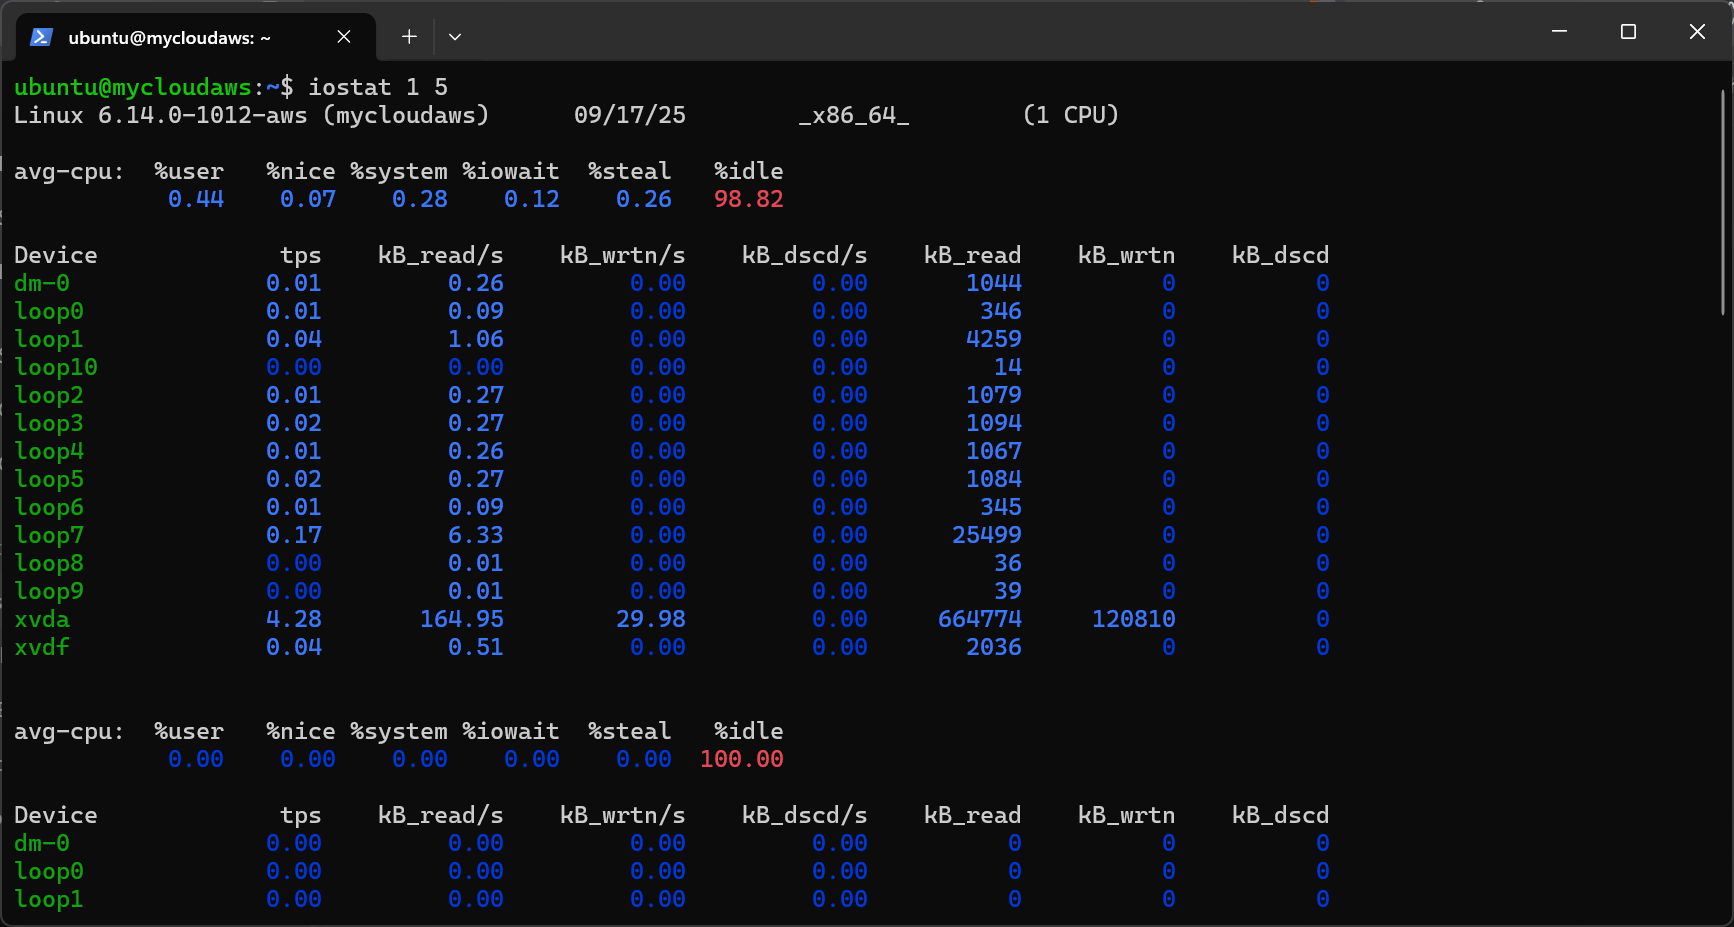 ubuntu@mycloudaws: ~
ubuntu@mycloudaws:~$ iostat 1 5
Linux 6.14.0-1012-aws (mycloudaws) 09/17/25 _x86_64_ (1 CPU)
avg-cpu: %user %nice %system %iowait %steal %idle
0.44 0.07 0.28 0.12 0.26 98.82
Device tps kB_read/s kB_wrtn/s kB_dscd/s kB_read kB_wrtn kB_dscd
dm-0 0.01 0.26 0.00 0.00 1044 0 0
loop0 0.01 0.09 0.00 0.00 346 0 0
loop1 0.04 1.06 0.00 0.00 4259 0 0
loop10 0.00 0.00 0.00 0.00 14 0 0
loop2 0.01 0.27 0.00 0.00 1079 0 0
loop3 0.02 0.27 0.00 0.00 1094 0 0
loop4 0.01 0.26 0.00 0.00 1067 0 0
loop5 0.02 0.27 0.00 0.00 1084 0 0
loop6 0.01 0.09 0.00 0.00 345 0 0
loop7 0.17 6.33 0.00 0.00 25499 0 0
loop8 0.00 0.01 0.00 0.00 36 0 0
loop9 0.00 0.01 0.00 0.00 39 0 0
xvda 4.28 164.95 29.98 0.00 664774 120810 0
xvdf 0.04 0.51 0.00 0.00 2036 0 0
avg-cpu: %user %nice %system %iowait %steal %idle
0.00 0.00 0.00 0.00 0.00 100.00
Device tps kB_read/s kB_wrtn/s kB_dscd/s kB_read kB_wrtn kB_dscd
dm-0 0.00 0.00 0.00 0.00 0 0 0
loop0 0.00 0.00 0.00 0.00 0 0 0
loop1 0.00 0.00 0.00 0.00 0 0 0